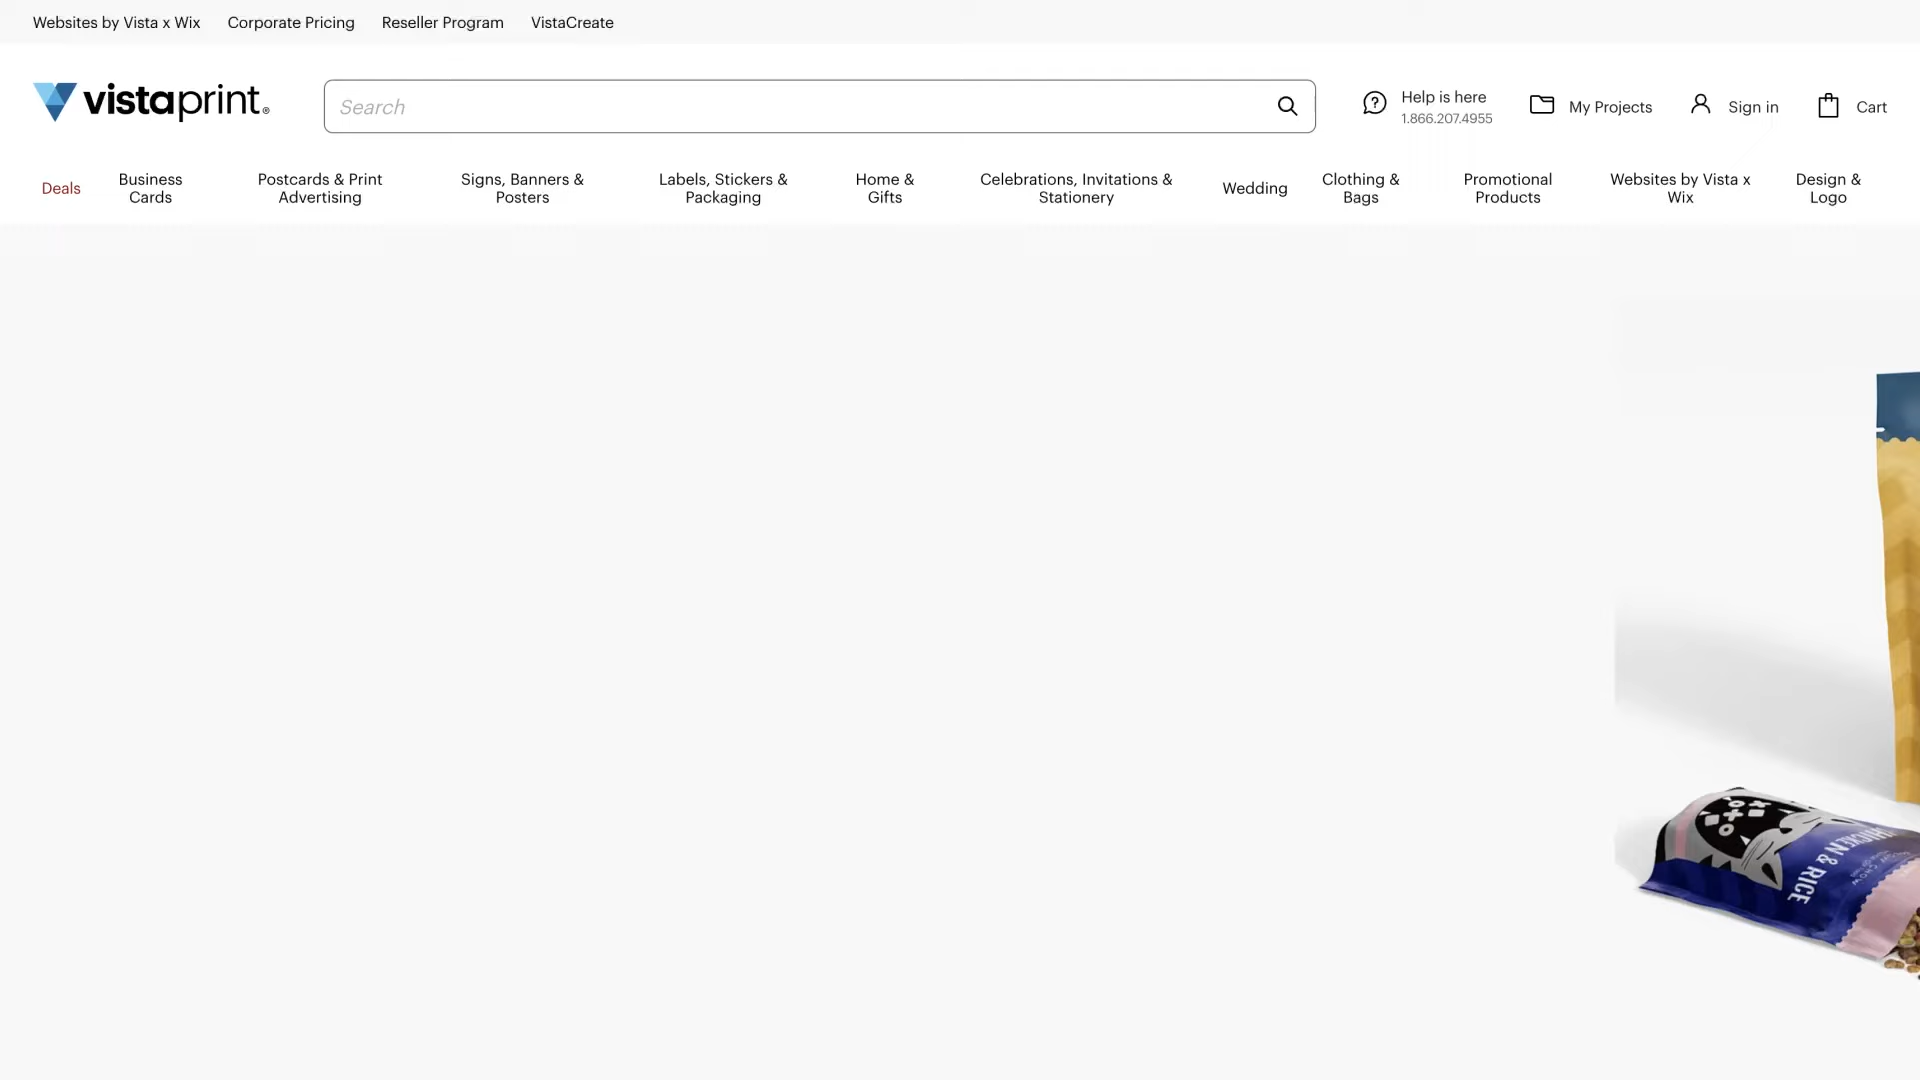 Websites by Vista x Wix Corporate Pricing Reseller Program VistaCreate
vistaprint®
Search
Help is here
1.866.207.4955
My Projects
Sign in
Cart
Deals
Business
Cards
Postcards & Print
Advertising
Signs, Banners &
Posters
Labels, Stickers &
Packaging
Home &
Gifts
Celebrations, Invitations &
Stationery
Wedding
Clothing &
Bags
Promotional
Products
Websites by Vista x
Wix
Design &
Logo
CHICKEN & RICE